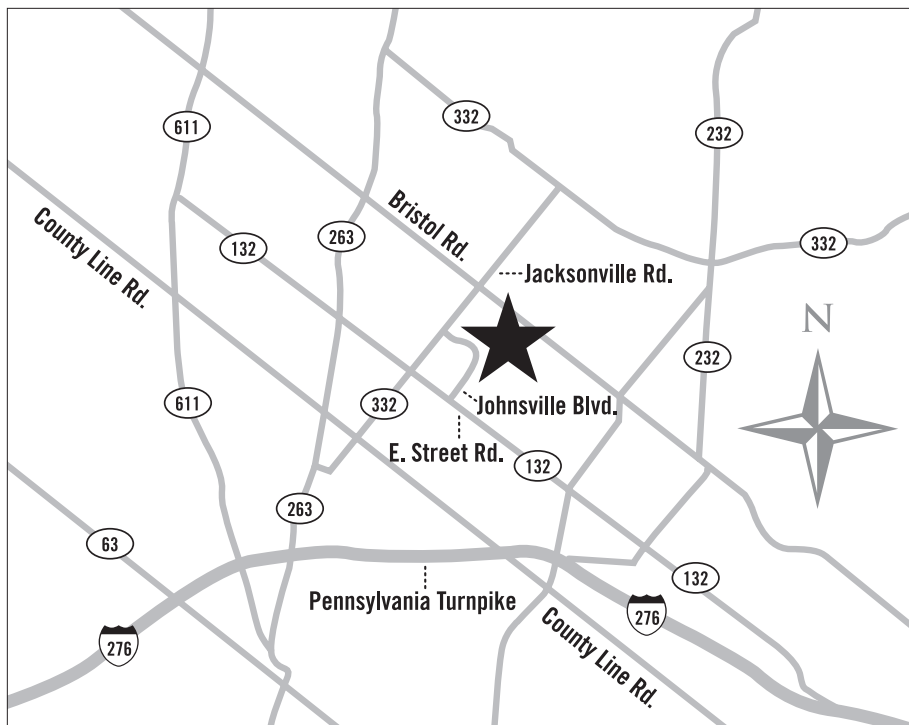 332
611
232
County Line Rd.
Bristol Rd.
132
263
332
Jacksonville Rd.
N
232
611
332
Johnsville Blvd.
E. Street Rd.
132
263
63
132
Pennsylvania Turnpike
276
276
County Line Rd.